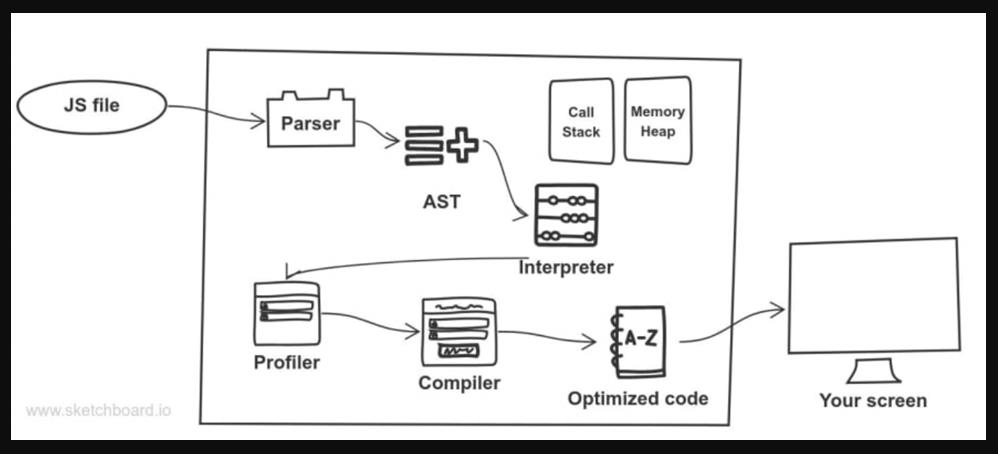 JS file
Parser
AST
Call
Stack
Memory
Heap
Interpreter
Profiler
Compiler
A-Z
Optimized code
Your screen
www.sketchboard.io